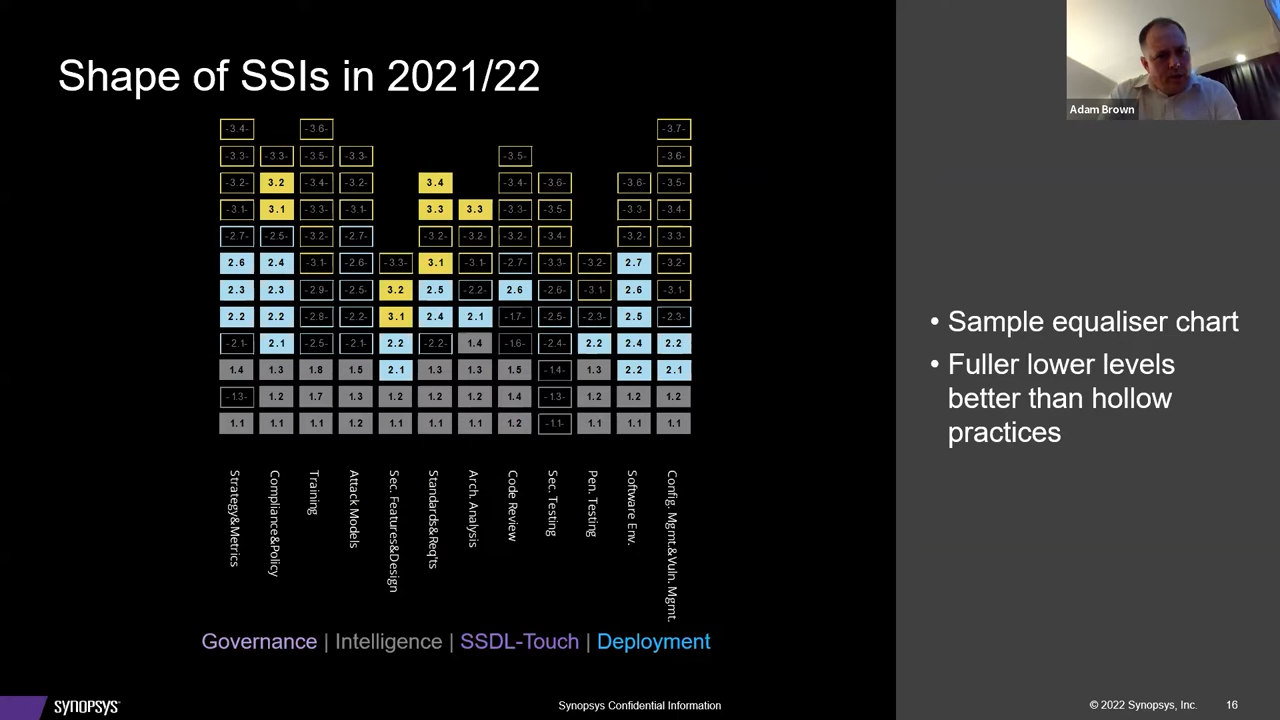 Shape of SSIs in 2021/22
Adam Brown
-3.4- -3.6- -3.7-
-3.3- -3.3- -3.5- -3.3- -3.5- -3.6-
-3.2- 3.2 -3.4- -3.2- 3.4 -3.4- -3.6- -3.6- -3.5-
-3.1- 3.1 -3.3- -3.1- 3.3 3.3 -3.3- -3.5- -3.3- -3.4-
-2.7- -2.5- -3.2- -2.7- -3.2- -3.2- -3.2- -3.4- -3.2- -3.3-
2.6 2.4 -3.1- -2.6- -3.3- 3.1 -3.1- -2.7- -3.3- -3.2- 2.7 -3.2-
2.3 2.3 -2.9- -2.5- 3.2 2.5 -2.2- 2.6 -2.6- -3.1- 2.6 -3.1-
2.2 2.2 -2.8- -2.2- 3.1 2.4 2.1 -1.7- -2.5- -2.3- 2.5 -2.3-
-2.1- 2.1 -2.5- -2.1- 2.2 -2.2- 1.4 -1.6- -2.4- 2.2 2.4 2.2
1.4 1.3 1.8 1.5 2.1 1.3 1.3 1.5 -1.4- 1.3 2.2 2.1
-1.3- 1.2 1.7 1.3 1.2 1.2 1.2 1.4 -1.3- 1.2 1.2 1.2
1.1 1.1 1.1 1.2 1.1 1.1 1.1 1.2 -1.1- 1.1 1.1 1.1
Strategy&Metrics
Compliance&Policy
Training
Attack Models
Sec. Features&Design
Standards&Req'ts
Arch. Analysis
Code Review
Sec. Testing
Pen. Testing
Software Env.
Config. Mgmt.&Vuln. Mgmt.
Governance | Intelligence | SSDL-Touch | Deployment
• Sample equaliser chart
• Fuller lower levels
better than hollow
practices
SYNOPSYS
Synopsys Confidential Information
© 2022 Synopsys, Inc.
16